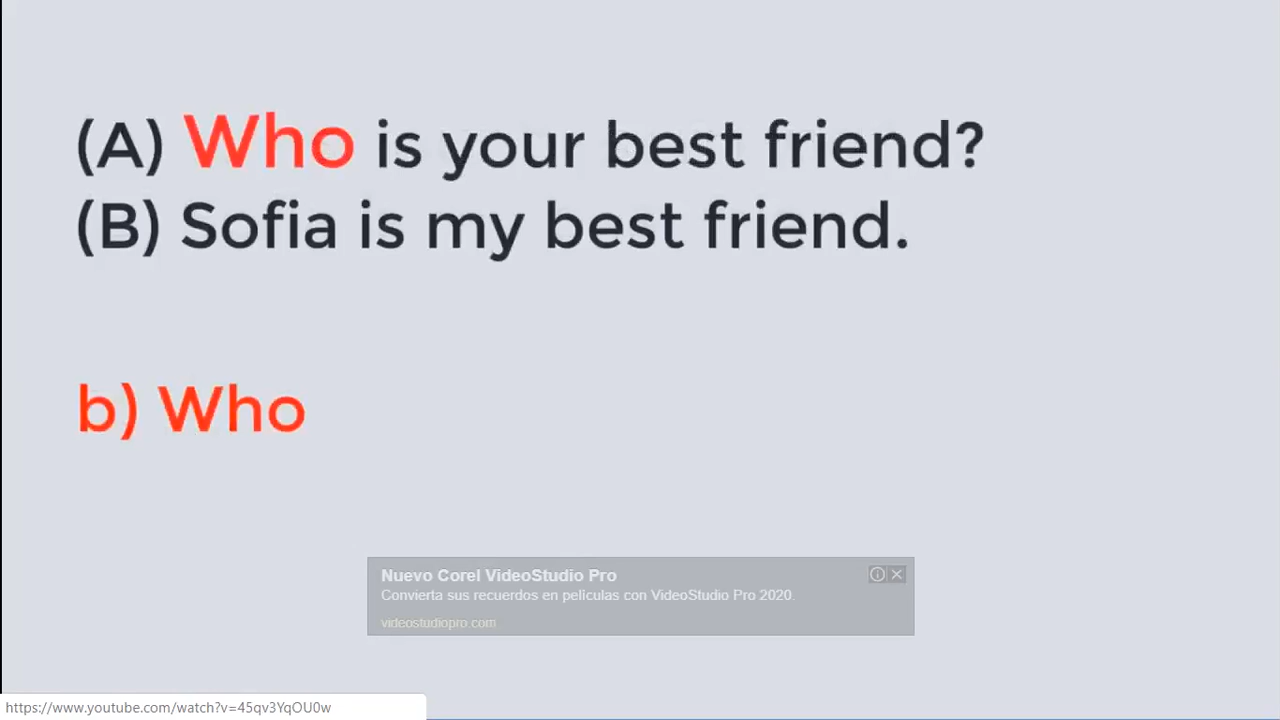 (A) Who is your best friend?
(B) Sofia is my best friend.
b) Who
Nuevo Corel VideoStudio Pro
Convierta sus recuerdos en películas con VideoStudio Pro 2020.
videostudiopro.com
https://www.youtube.com/watch?v=45qv3YqOU0w